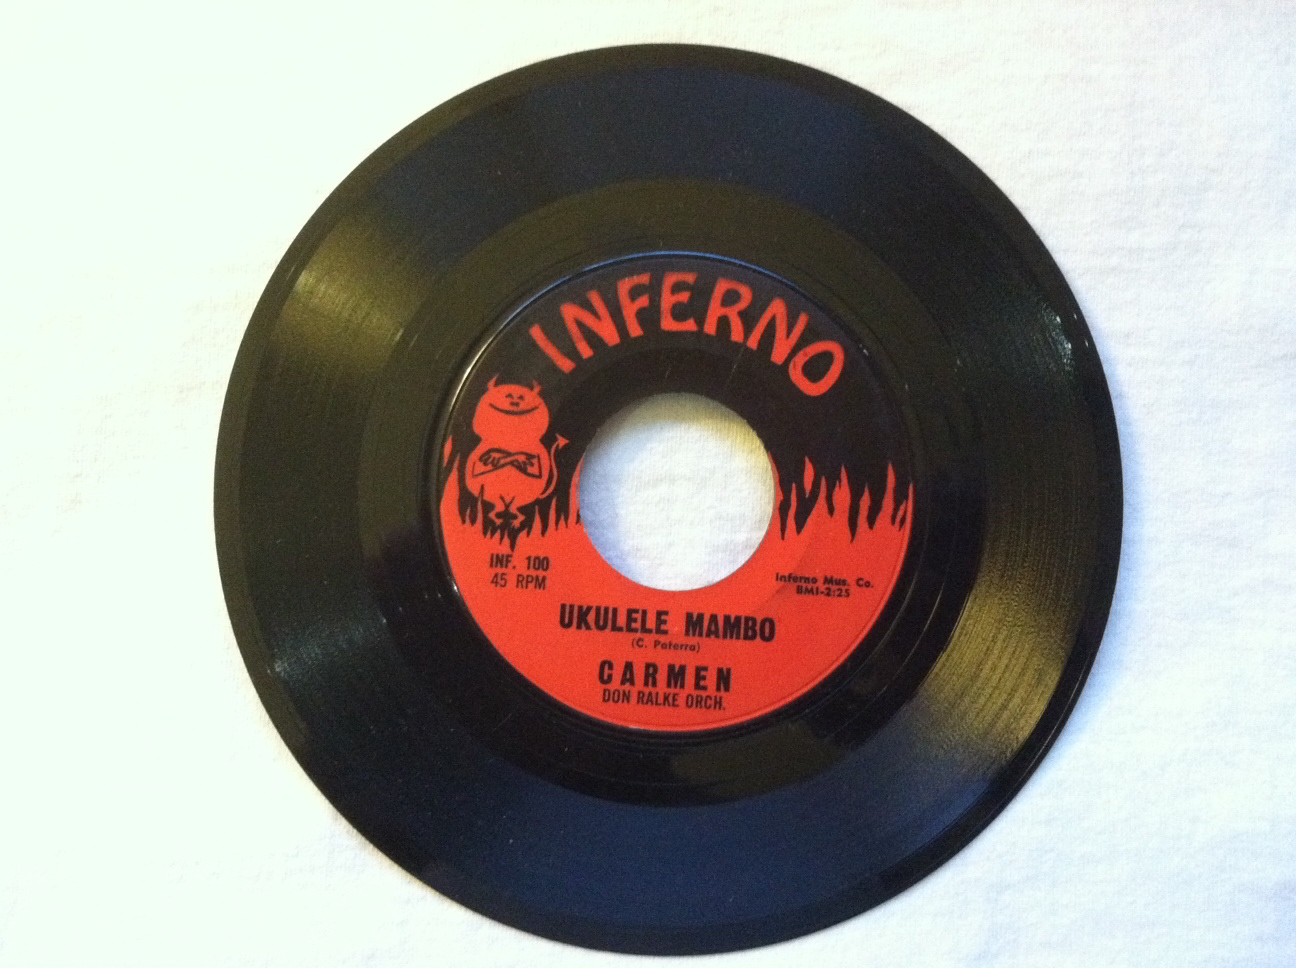 INFERNO
INF. 100
45 RPM
Inferno Mus. Co.
BMI-2:25
UKULELE MAMBO
(C. Paterra)
CARMEN
DON RALKE ORCH.